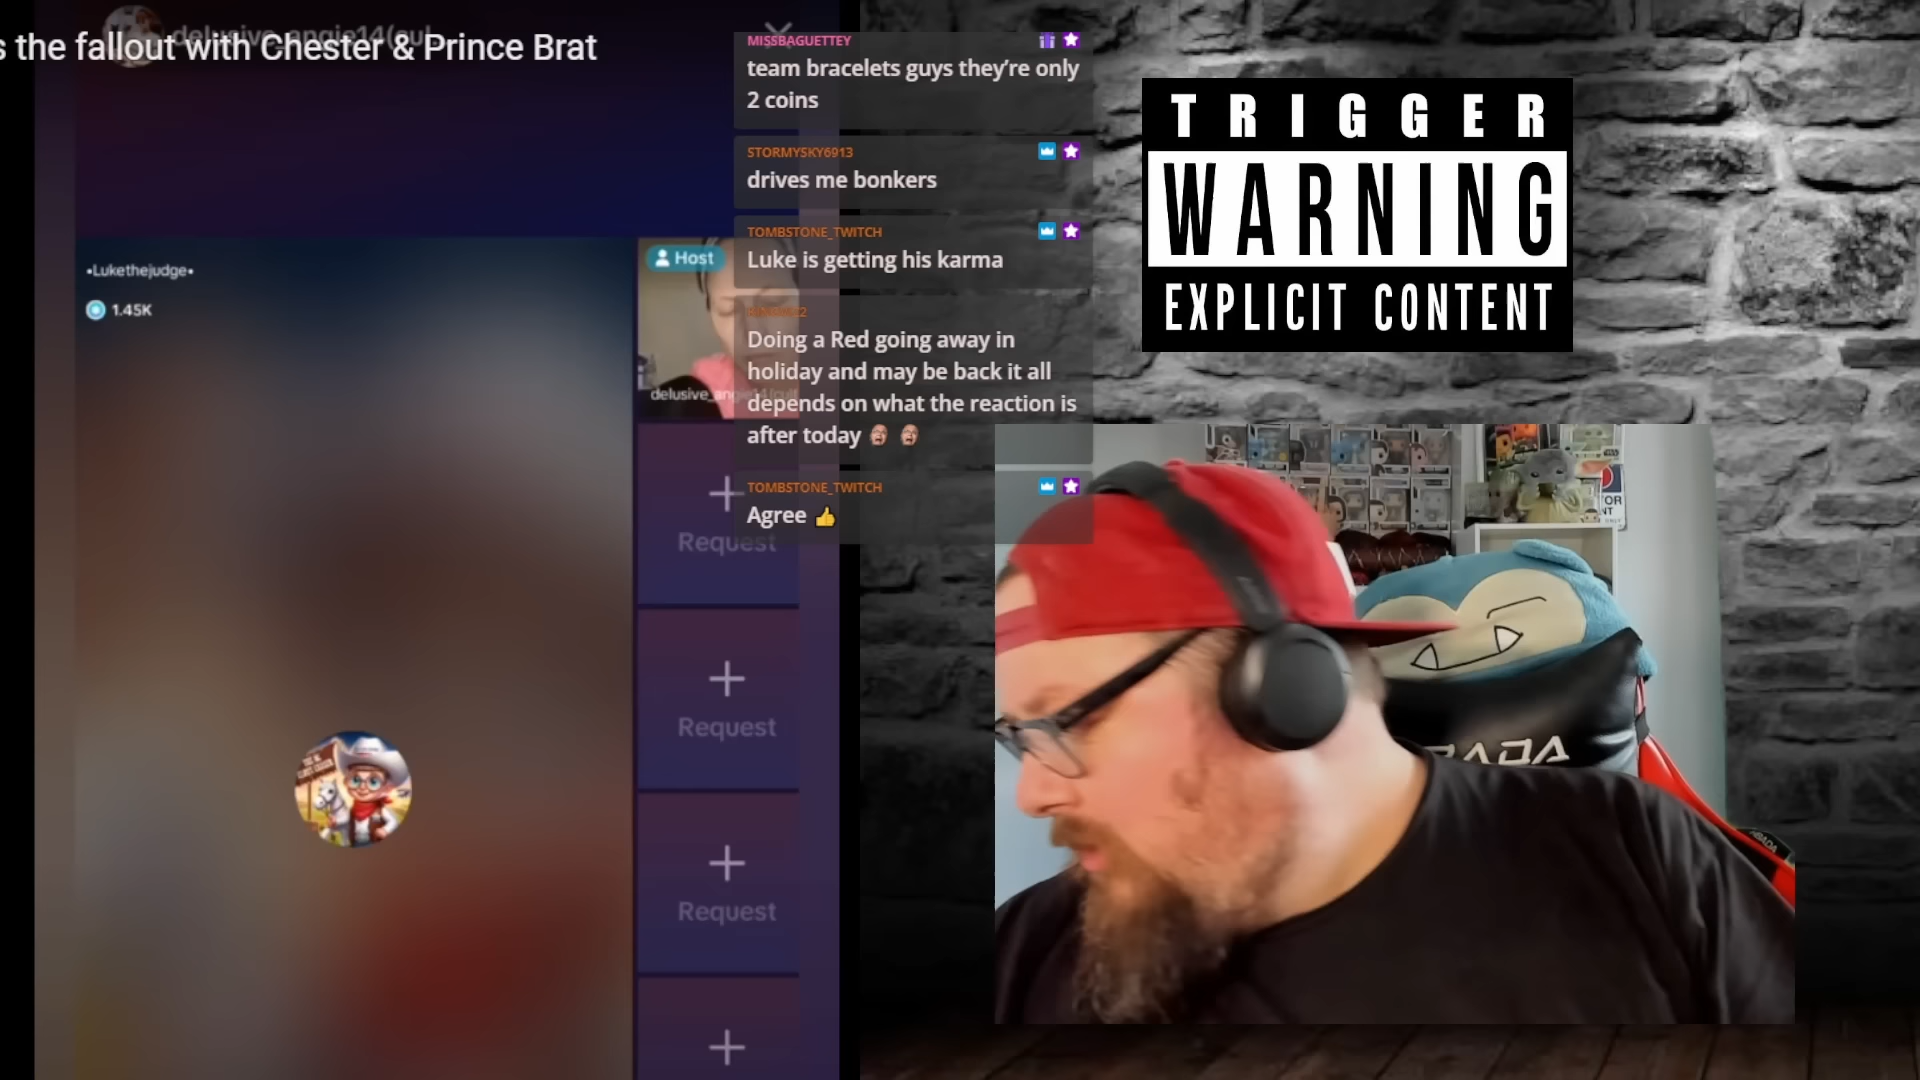 s the fallout with Chester & Prince Brat
•Lukethejudge•
1.45K
Host
Request
Request
Request
MISSBAGUETTEY
team bracelets guys they’re only
2 coins
STORMYSKY6913
drives me bonkers
TOMBSTONE_TWITCH
Luke is getting his karma
Doing a Red going away in
holiday and may be back it all
depends on what the reaction is
after today
TOMBSTONE_TWITCH
Agree
TRIGGER
WARNING
EXPLICIT CONTENT